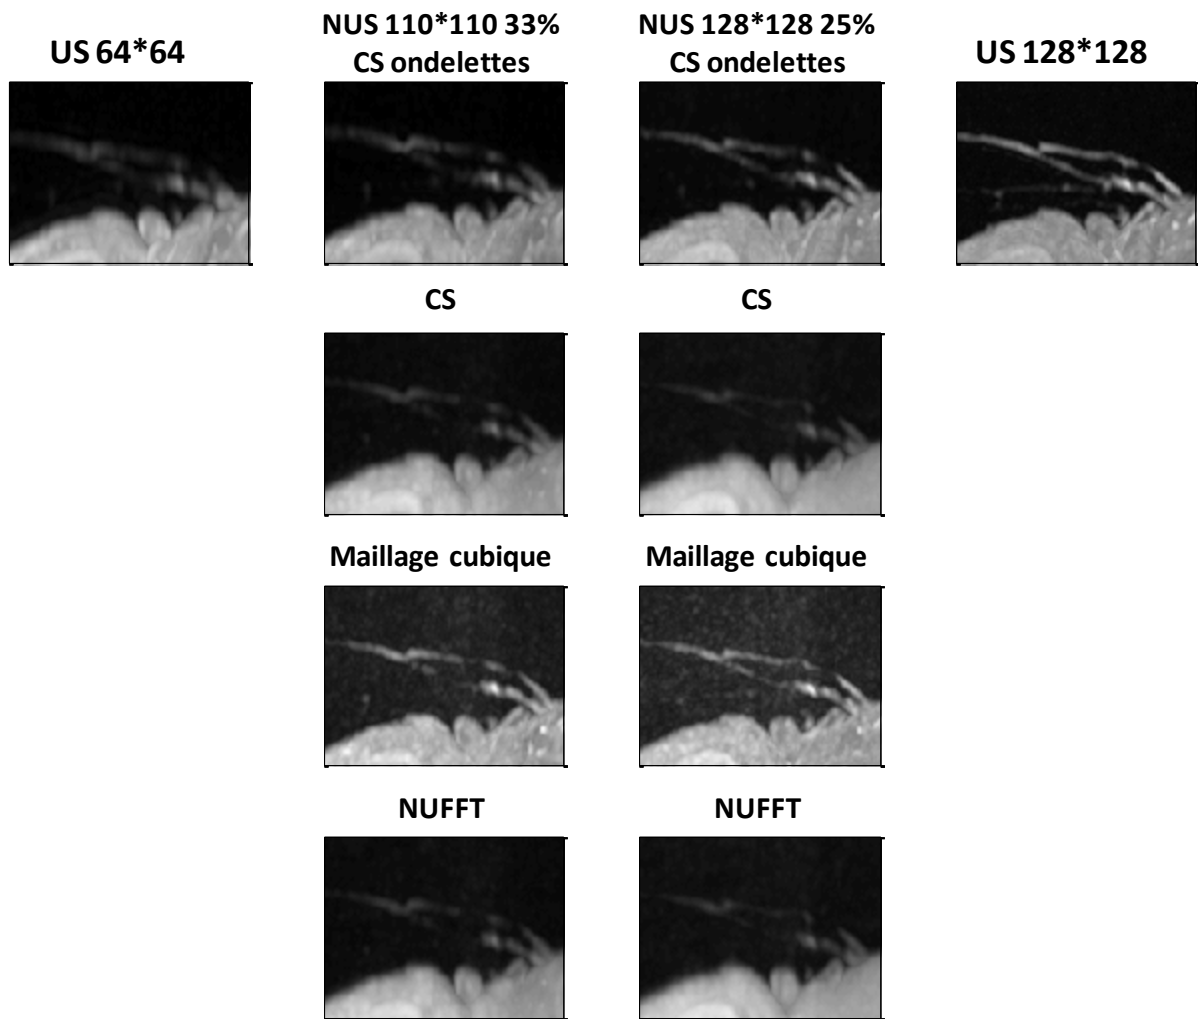 US 64*64
NUS 110*110 33%
CS ondelettes
NUS 128*128 25%
CS ondelettes
US 128*128
CS
CS
Maillage cubique
Maillage cubique
NUFFT
NUFFT